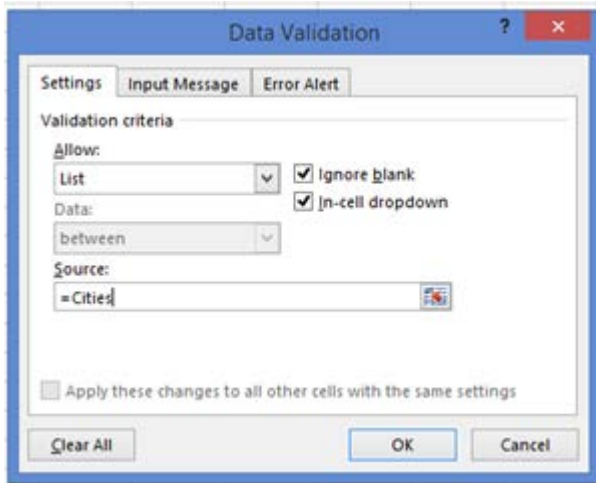 Data Validation ?
Settings Input Message Error Alert
Validation criteria
Allow:
List Ignore blank
Data: In-cell dropdown
between
Source:
=Cities
Apply these changes to all other cells with the same settings
Clear All OK Cancel